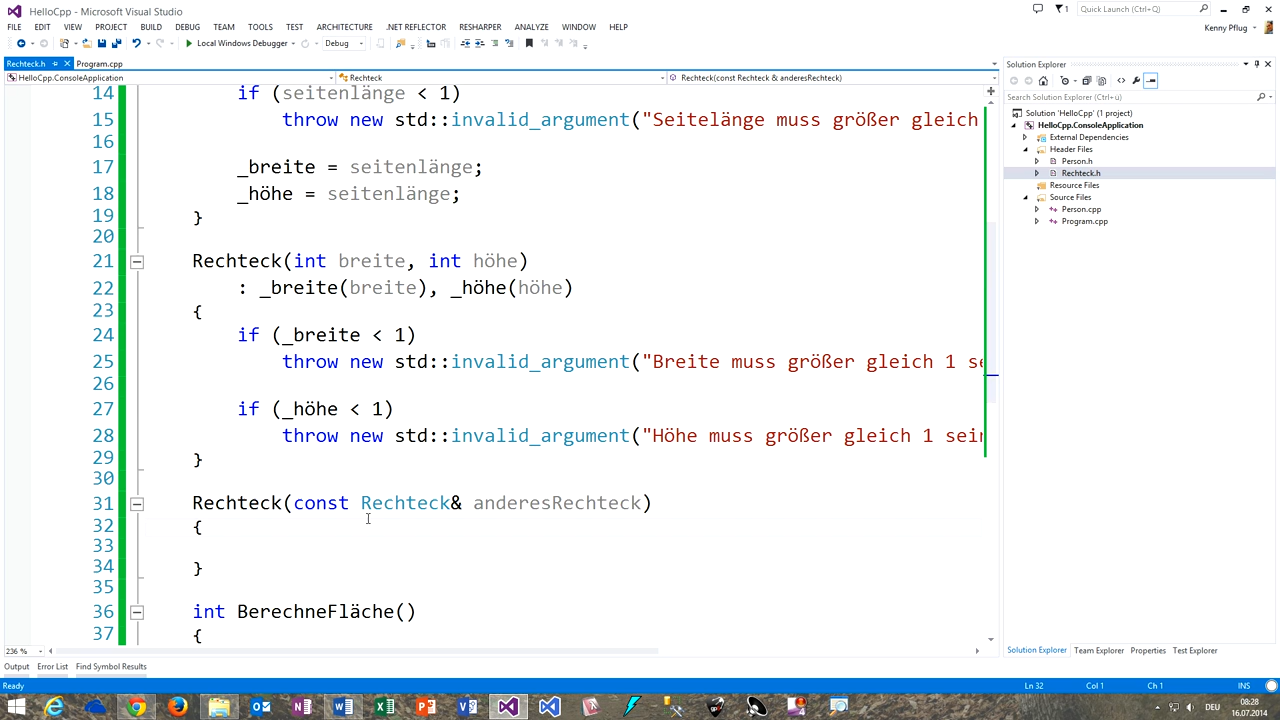 HelloCpp - Microsoft Visual Studio
1
Quick Launch (Ctrl+Q)
FILE EDIT VIEW PROJECT BUILD DEBUG TEAM TOOLS TEST ARCHITECTURE .NET REFLECTOR RESHARPER ANALYZE WINDOW HELP
Kenny Pflug
Local Windows Debugger Debug
Rechteck.h Program.cpp
HelloCpp.ConsoleApplication Rechteck Rechteck(const Rechteck & anderesRechteck)
14 if (seitenlänge < 1)
15 throw new std::invalid_argument("Seitelänge muss größer gleich
16
17 _breite = seitenlänge;
18 _höhe = seitenlänge;
19 }
20
21 Rechteck(int breite, int höhe)
22 : _breite(breite), _höhe(höhe)
23 {
24 if (_breite < 1)
25 throw new std::invalid_argument("Breite muss größer gleich 1 se
26
27 if (_höhe < 1)
28 throw new std::invalid_argument("Höhe muss größer gleich 1 sein
29 }
30
31 Rechteck(const Rechteck& anderesRechteck)
32 {
33
34 }
35
36 int BerechneFläche()
37 {
236 %
Solution Explorer
Search Solution Explorer (Ctrl+ü)
Solution 'HelloCpp' (1 project)
HelloCpp.ConsoleApplication
External Dependencies
Header Files
Person.h
Rechteck.h
Resource Files
Source Files
Person.cpp
Program.cpp
Solution Explorer Team Explorer Properties Test Explorer
Output Error List Find Symbol Results
Ready Ln 32 Col 1 Ch 1 INS
DEU
08:28
16.07.2014